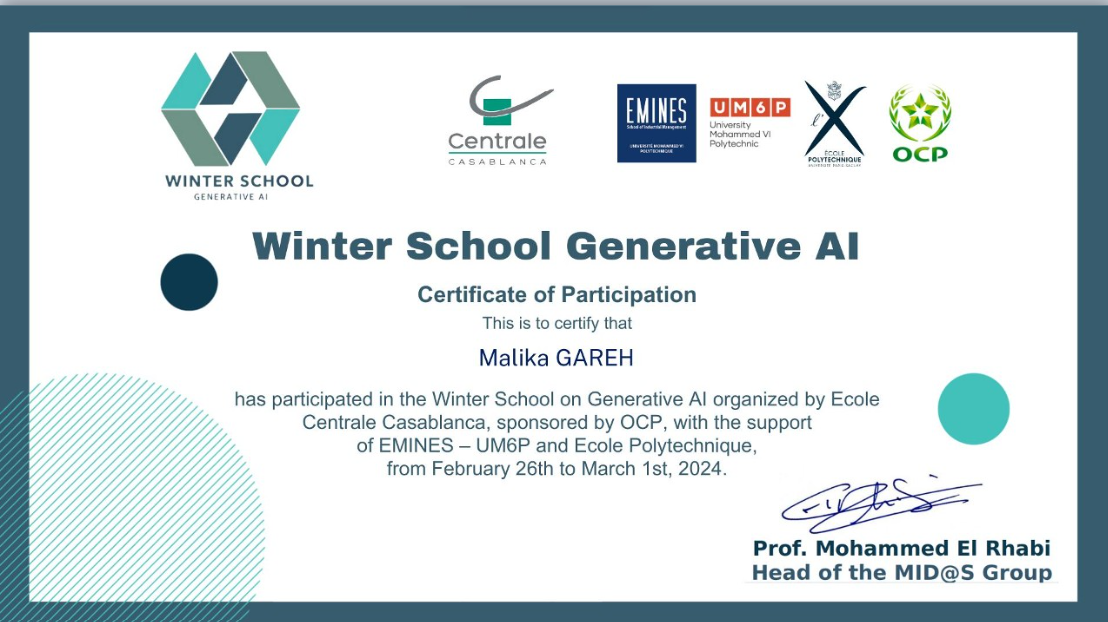 WINTER SCHOOL
GENERATIVE AI
Centrale
CASABLANCA
EMINES
School of Industrial Management
UNIVERSITÉ MOHAMMED VI
POLYTECHNIQUE
UM6P
University
Mohammed VI
Polytechnic
l'X
ÉCOLE
POLYTECHNIQUE
UNIVERSITÉ PARIS-SACLAY
OCP
Winter School Generative AI
Certificate of Participation
This is to certify that
Malika GAREH
has participated in the Winter School on Generative AI organized by Ecole
Centrale Casablanca, sponsored by OCP, with the support
of EMINES – UM6P and Ecole Polytechnique,
from February 26th to March 1st, 2024.
Prof. Mohammed El Rhabi
Head of the MID@S Group